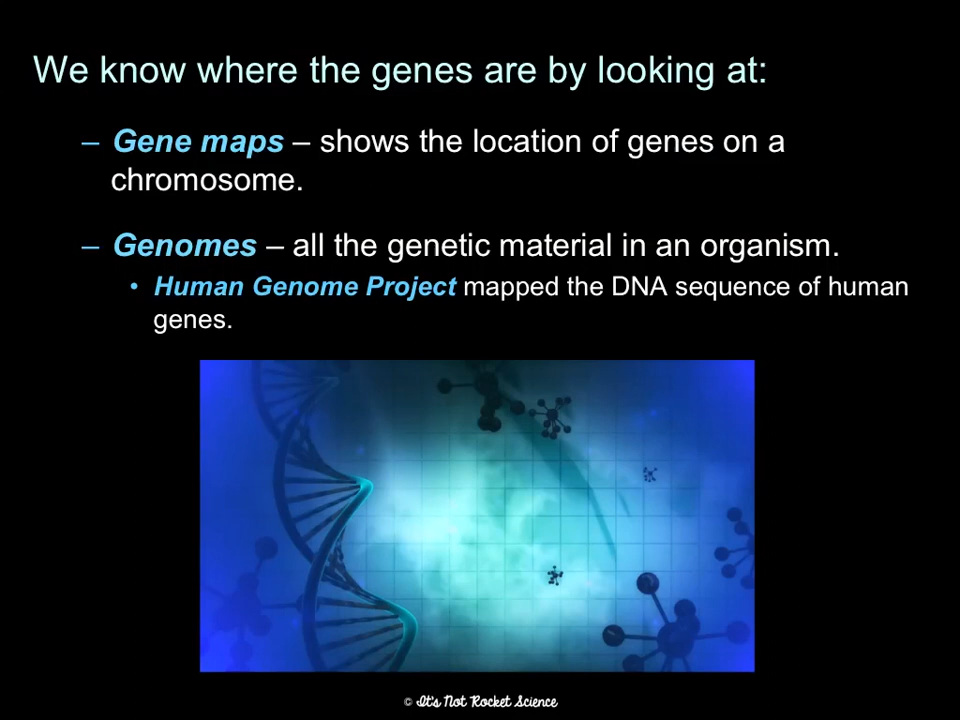 We know where the genes are by looking at:
– Gene maps – shows the location of genes on a
chromosome.
– Genomes – all the genetic material in an organism.
• Human Genome Project mapped the DNA sequence of human
genes.
© It's Not Rocket Science